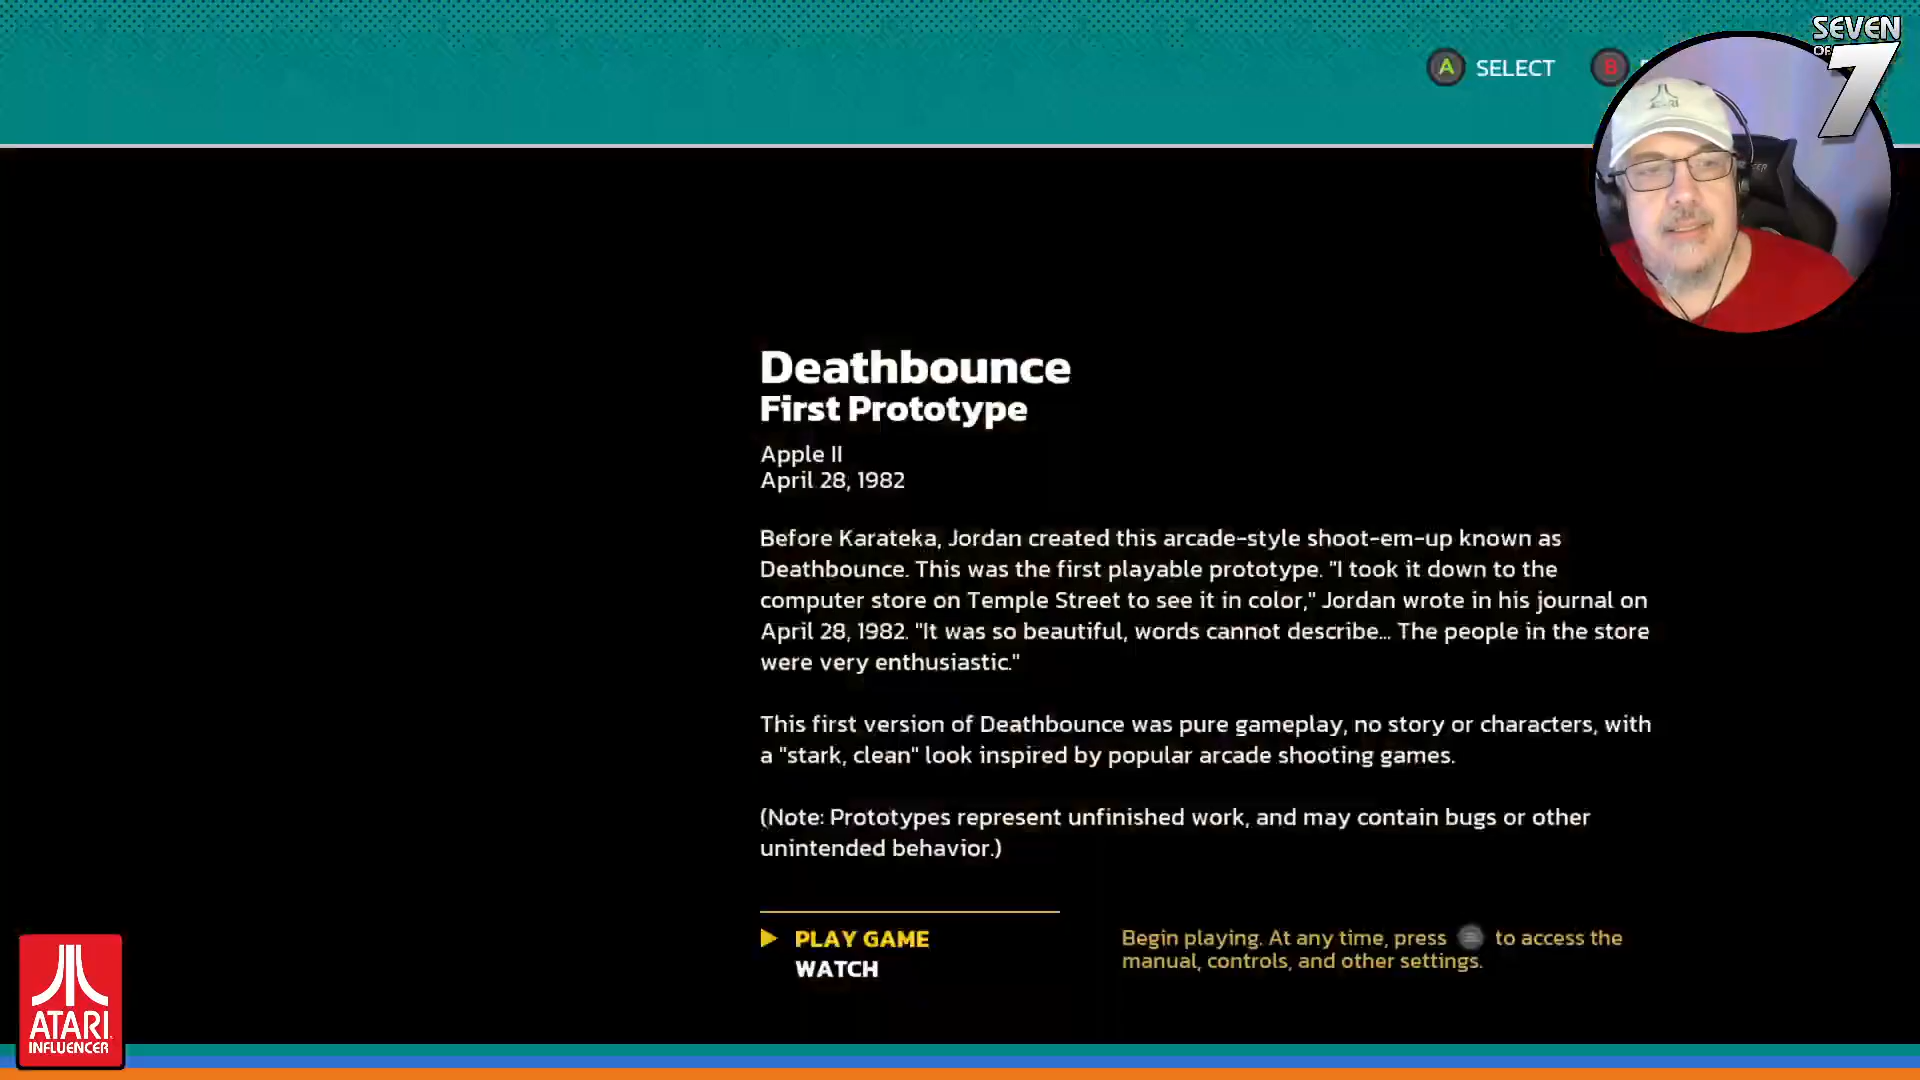 SEVEN
OF
7
A SELECT
B
ATARI
Deathbounce
First Prototype
Apple II
April 28, 1982
Before Karateka, Jordan created this arcade-style shoot-em-up known as
Deathbounce. This was the first playable prototype. "I took it down to the
computer store on Temple Street to see it in color," Jordan wrote in his journal on
April 28, 1982. "It was so beautiful, words cannot describe... The people in the store
were very enthusiastic."
This first version of Deathbounce was pure gameplay, no story or characters, with
a "stark, clean" look inspired by popular arcade shooting games.
(Note: Prototypes represent unfinished work, and may contain bugs or other
unintended behavior.)
PLAY GAME
WATCH
Begin playing. At any time, press to access the
manual, controls, and other settings.
ATARI
INFLUENCER